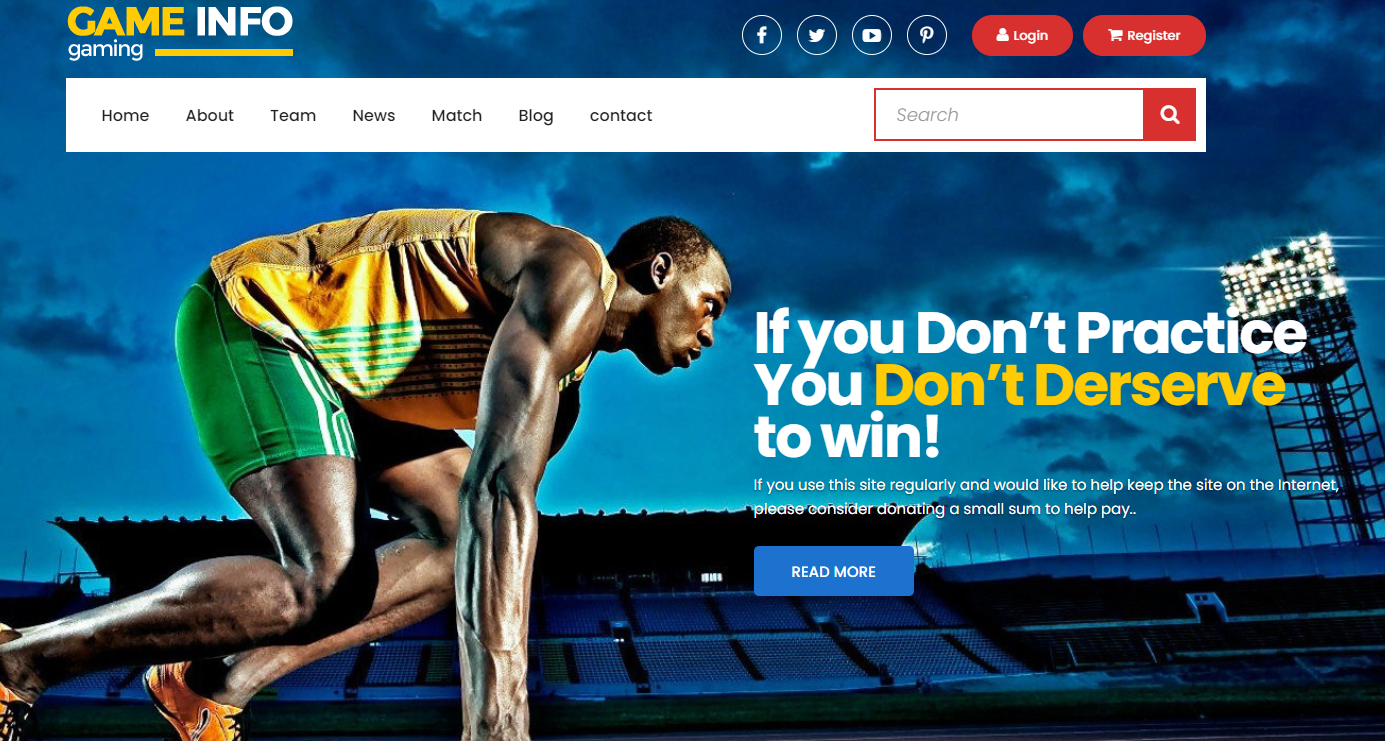 GAME INFO
gaming
Login
Register
Home
About
Team
News
Match
Blog
contact
Search
If you Don’t Practice
You Don’t Derserve
to win!
If you use this site regularly and would like to help keep the site on the Internet,
please consider donating a small sum to help pay..
READ MORE